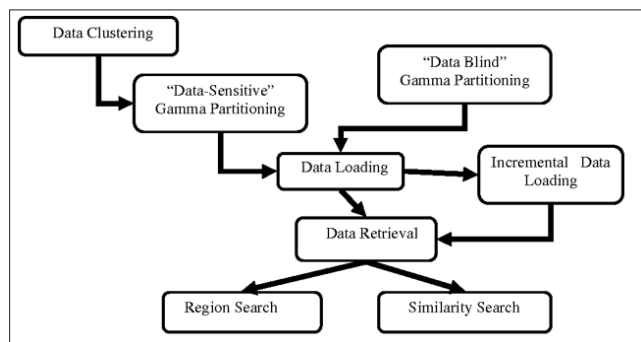 Data Clustering
“Data Blind”
Gamma Partitioning
“Data-Sensitive”
Gamma Partitioning
Data Loading
Incremental Data
Loading
Data Retrieval
Region Search
Similarity Search